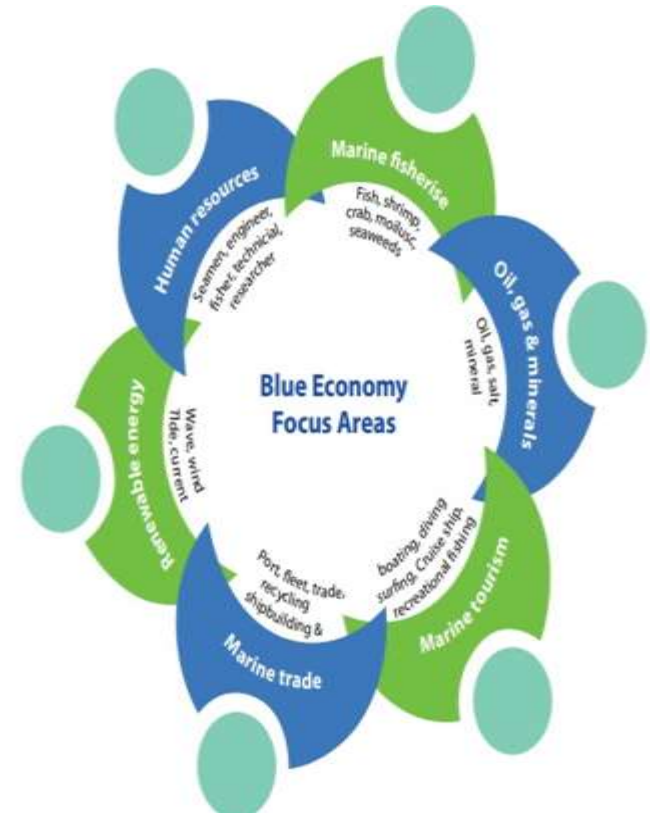 Blue Economy
Focus Areas
Marine fisherise
Fish, shrimp,
crab, moilusc,
seaweeds
Oil, gas & minerals
Oil, gas, salt,
mineral
Marine tourism
boating, diving
surfing, Cruise ship,
recreational fishing
Marine trade
Port, fleet, trade,
recycling
shipbuilding &
Renewable energy
Wave, wind
Tide, current
Human resources
Seamen, engineer,
fisher, technicial,
researcher